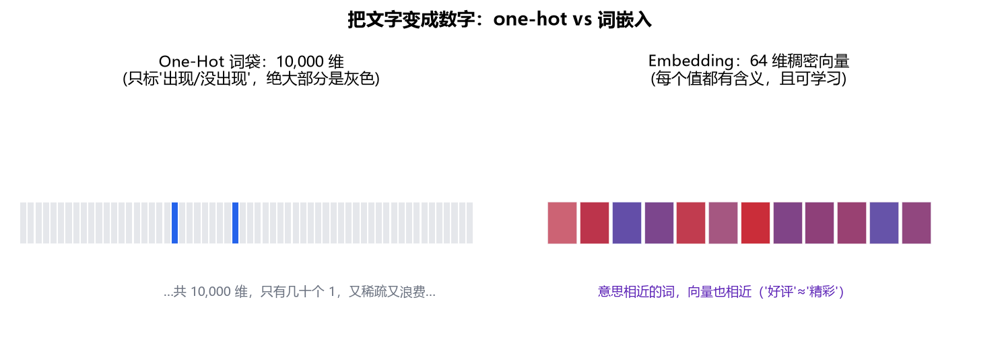 把文字变成数字：one-hot vs 词嵌入
One-Hot 词袋：10,000 维
(只标'出现/没出现'，绝大部分是灰色)
Embedding：64 维稠密向量
(每个值都有含义，且可学习)
...共 10,000 维，只有几十个 1，又稀疏又浪费...
意思相近的词，向量也相近（'好评'≈'精彩'）